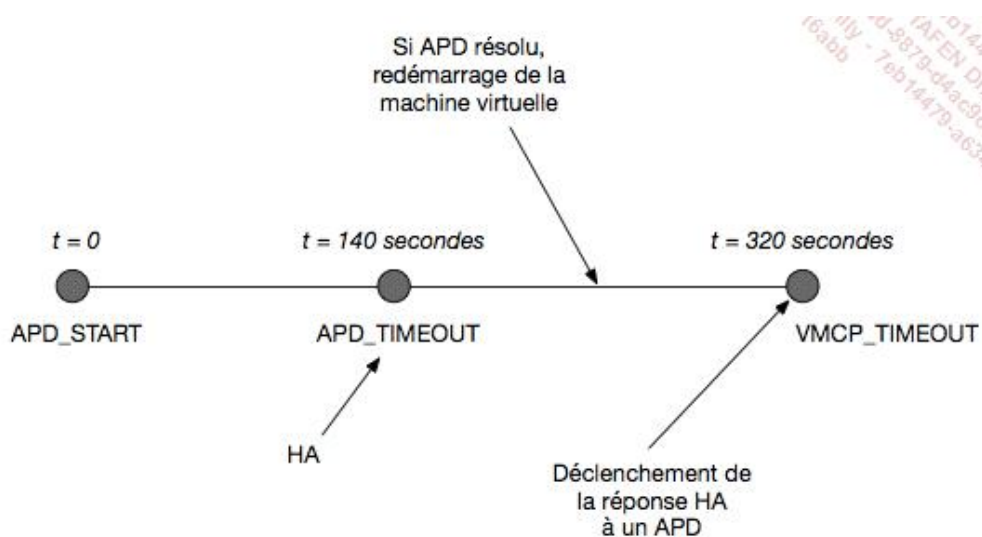 Si APD résolu,
redémarrage de la
machine virtuelle
t = 0
t = 140 secondes
t = 320 secondes
APD_START
APD_TIMEOUT
VMCP_TIMEOUT
HA
Déclenchement de
la réponse HA
à un APD